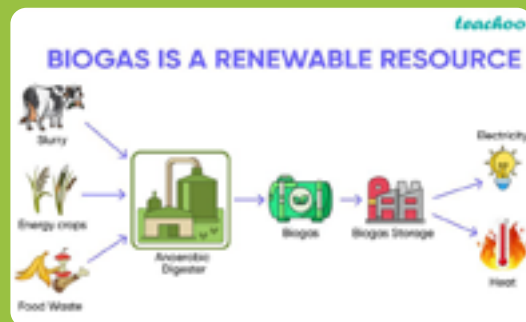 teachoo
BIOGAS IS A RENEWABLE RESOURCE
Slurry
Electricity
Energy crops
Anaerobic
Digester
Biogas
Biogas Storage
Food Waste
Heat